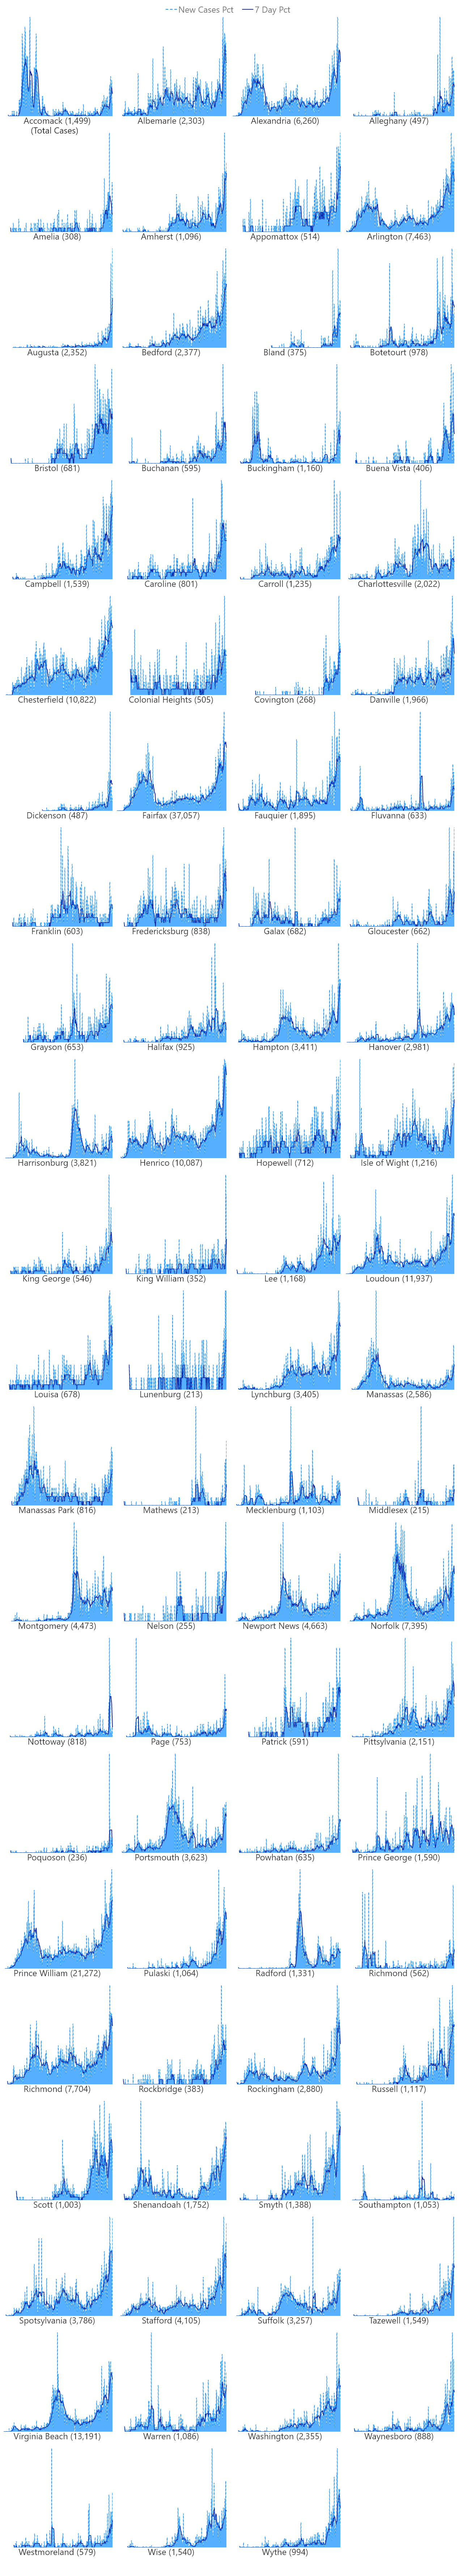 New Cases Pct 7 Day Pct
Accomack (1,499) Albemarle (2,303) Alexandria (6,260) Alleghany (497)
(Total Cases)
Amelia (308) Amherst (1,096) Appomattox (514) Arlington (7,463)
Augusta (2,352) Bedford (2,377) Bland (375) Botetourt (978)
Bristol (681) Buchanan (595) Buckingham (1,160) Buena Vista (406)
Campbell (1,539) Caroline (801) Carroll (1,235) Charlottesville (2,022)
Chesterfield (10,822) Colonial Heights (505) Covington (268) Danville (1,966)
Dickenson (487) Fairfax (37,057) Fauquier (1,895) Fluvanna (633)
Franklin (603) Fredericksburg (838) Galax (682) Gloucester (662)
Grayson (653) Halifax (925) Hampton (3,411) Hanover (2,981)
Harrisonburg (3,821) Henrico (10,087) Hopewell (712) Isle of Wight (1,216)
King George (546) King William (352) Lee (1,168) Loudoun (11,937)
Louisa (678) Lunenburg (213) Lynchburg (3,405) Manassas (2,586)
Manassas Park (816) Mathews (213) Mecklenburg (1,103) Middlesex (215)
Montgomery (4,473) Nelson (255) Newport News (4,663) Norfolk (7,395)
Nottoway (818) Page (753) Patrick (591) Pittsylvania (2,151)
Poquoson (236) Portsmouth (3,623) Powhatan (635) Prince George (1,590)
Prince William (21,272) Pulaski (1,064) Radford (1,331) Richmond (562)
Richmond (7,704) Rockbridge (383) Rockingham (2,880) Russell (1,117)
Scott (1,003) Shenandoah (1,752) Smyth (1,388) Southampton (1,053)
Spotsylvania (3,786) Stafford (4,105) Suffolk (3,257) Tazewell (1,549)
Virginia Beach (13,191) Warren (1,086) Washington (2,355) Waynesboro (888)
Westmoreland (579) Wise (1,540) Wythe (994)